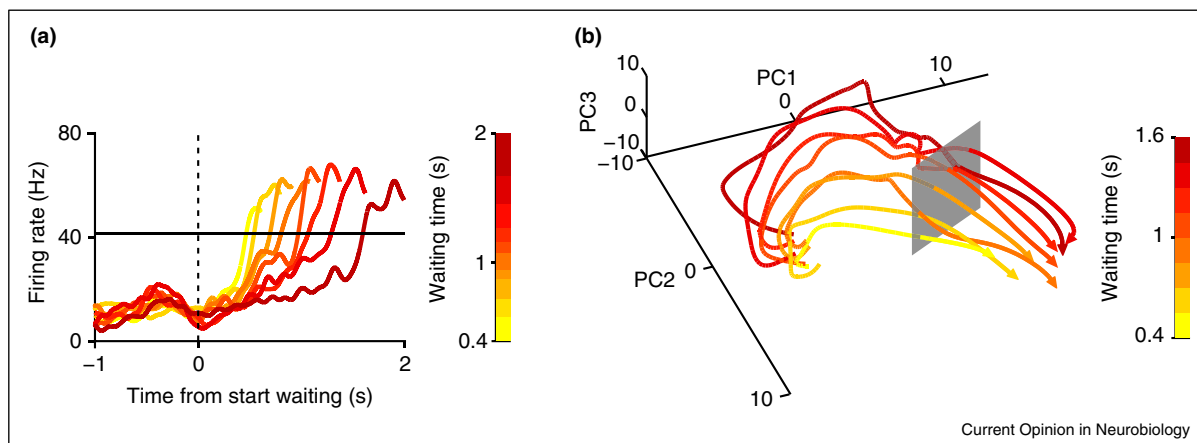 (a)
Firing rate (Hz)
80
40
0
−1
0
1
2
Time from start waiting (s)
Waiting time (s)
2
1
0.4
(b)
PC3
10
0
−10
−10
PC1
0
10
PC2
0
10
Waiting time (s)
1.6
1
0.4
Current Opinion in Neurobiology